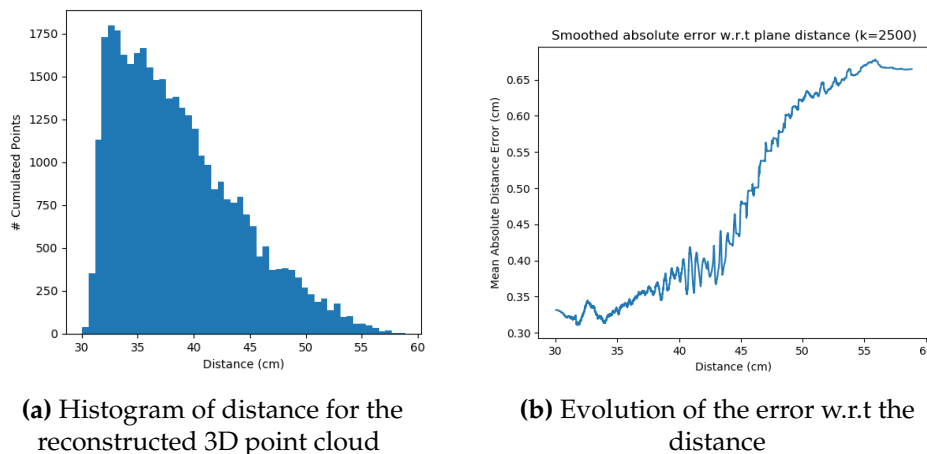 1750
1500
1250
1000
750
500
250
0
# Cumulated Points
30 35 40 45 50 55 60
Distance (cm)
Smoothed absolute error w.r.t plane distance (k=2500)
0.65
0.60
0.55
0.50
0.45
0.40
0.35
0.30
Mean Absolute Distance Error (cm)
30 35 40 45 50 55 60
Distance (cm)
(a) Histogram of distance for the
reconstructed 3D point cloud
(b) Evolution of the error w.r.t the
distance